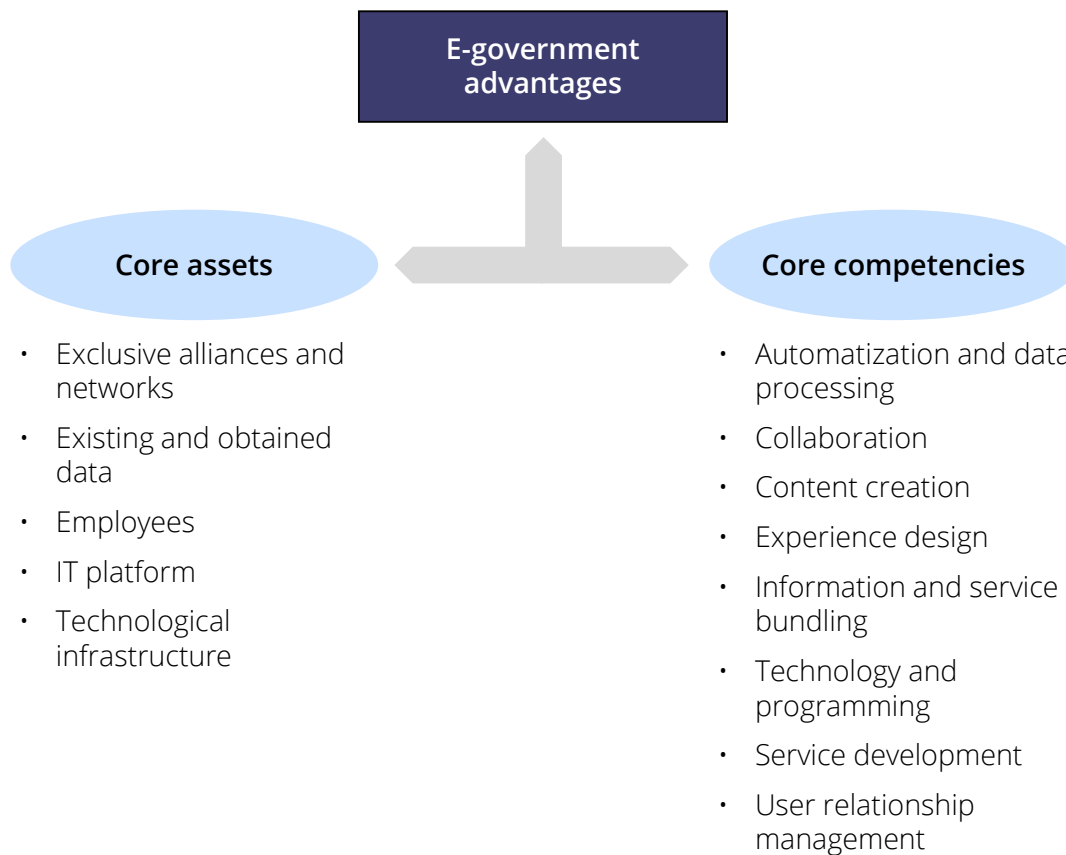 E-government
advantages
Core assets
• Exclusive alliances and
networks
• Existing and obtained
data
• Employees
• IT platform
• Technological
infrastructure
Core competencies
• Automatization and data
processing
• Collaboration
• Content creation
• Experience design
• Information and service
bundling
• Technology and
programming
• Service development
• User relationship
management